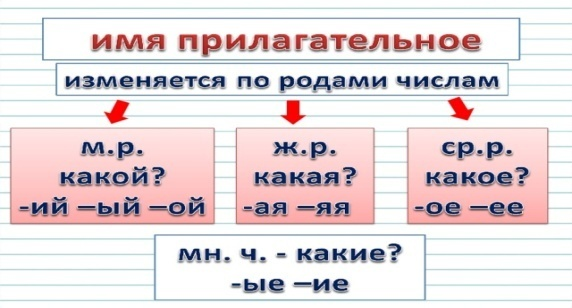 имя прилагательное
изменяется по родами числам
м.р.
какой?
-ий –ый –ой
ж.р.
какая?
-ая –яя
ср.р.
какое?
-ое –ее
мн. ч. - какие?
-ые –ие